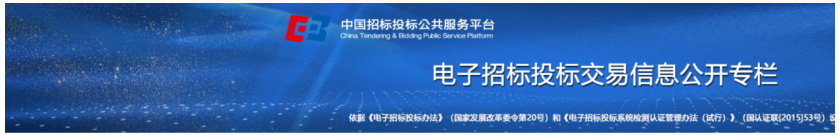 中国招标投标公共服务平台
China Tendering & Bidding Public Service Platform
电子招标投标交易信息公开专栏
依据《电子招标投标办法》（国家发展改革委令第20号）和《电子招标投标系统检测认证管理办法（试行）》（国认证联[2015]53号）